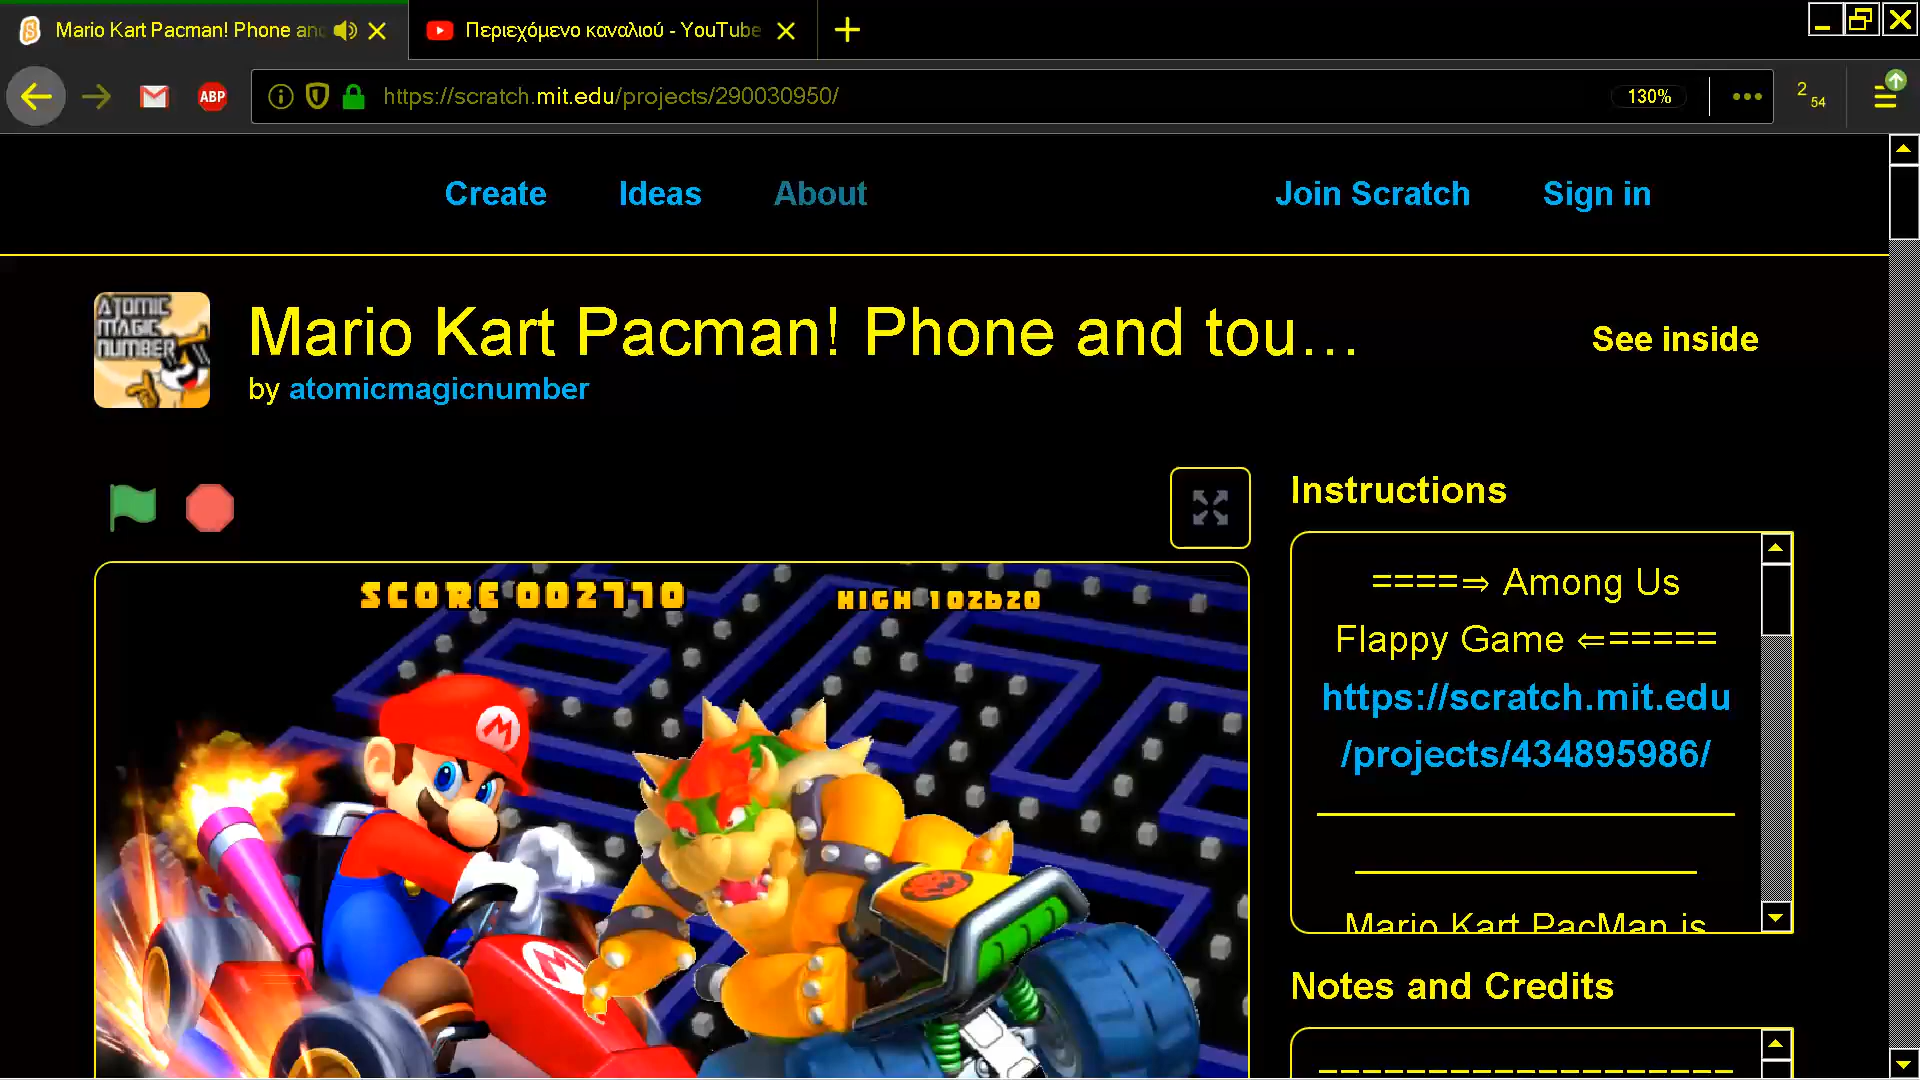 Mario Kart Pacman! Phone and
Περιεχόμενο καναλιού - YouTube
ABP
https://scratch.mit.edu/projects/290030950/
130%
2
54
Create
Ideas
About
Join Scratch
Sign in
ATOMIC
MAGIC
NUMBER
Mario Kart Pacman! Phone and tou…
See inside
by atomicmagicnumber
Instructions
SCORE 002770
HIGH 102620
====⇒ Among Us
Flappy Game ⇐=====
https://scratch.mit.edu
/projects/434895986/
Mario Kart PacMan is
Notes and Credits